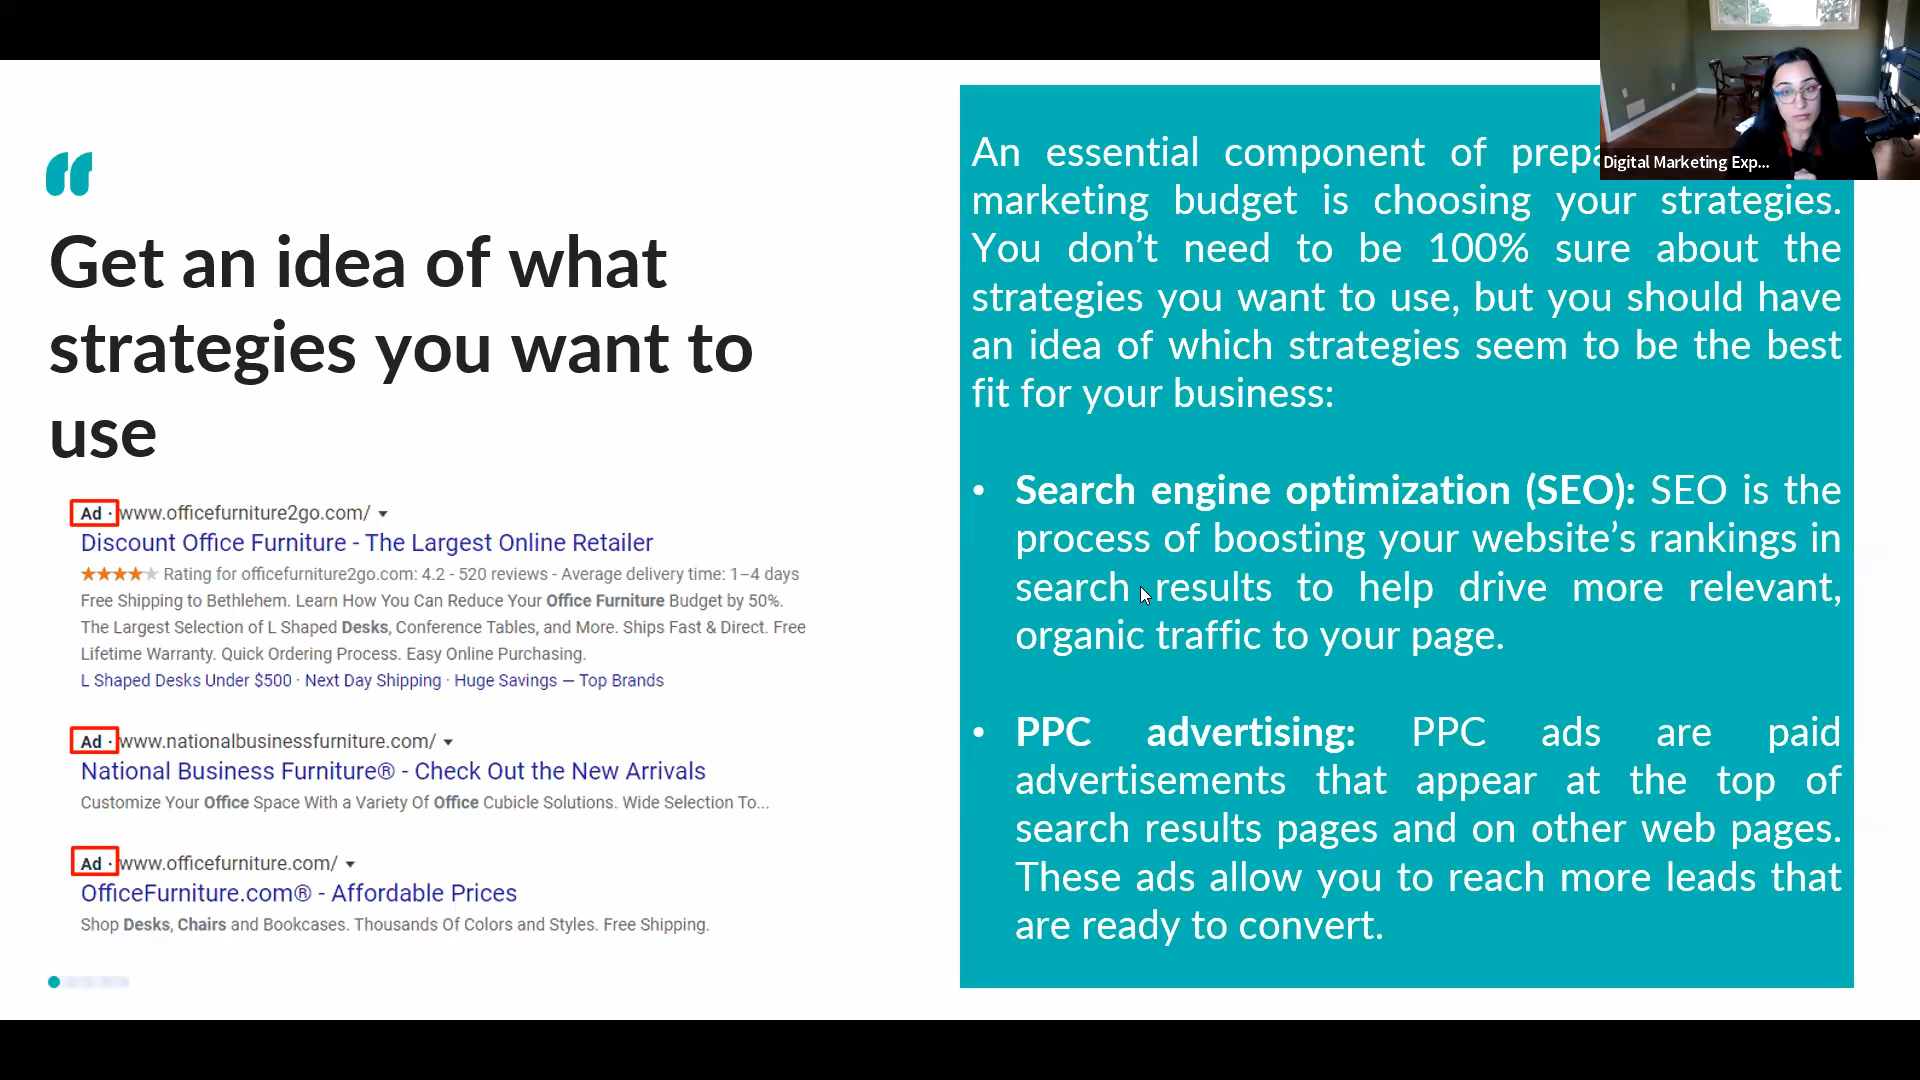 Get an idea of what
strategies you want to
use
Ad · www.officefurniture2go.com/
Discount Office Furniture - The Largest Online Retailer
Rating for officefurniture2go.com: 4.2 - 520 reviews - Average delivery time: 1–4 days
Free Shipping to Bethlehem. Learn How You Can Reduce Your Office Furniture Budget by 50%.
The Largest Selection of L Shaped Desks, Conference Tables, and More. Ships Fast & Direct. Free
Lifetime Warranty. Quick Ordering Process. Easy Online Purchasing.
L Shaped Desks Under $500 · Next Day Shipping · Huge Savings — Top Brands
Ad · www.nationalbusinessfurniture.com/
National Business Furniture® - Check Out the New Arrivals
Customize Your Office Space With a Variety Of Office Cubicle Solutions. Wide Selection To...
Ad · www.officefurniture.com/
OfficeFurniture.com® - Affordable Prices
Shop Desks, Chairs and Bookcases. Thousands Of Colors and Styles. Free Shipping.
An essential component of
marketing budget is choosing your strategies.
You don’t need to be 100% sure about the
strategies you want to use, but you should have
an idea of which strategies seem to be the best
fit for your business:
• Search engine optimization (SEO): SEO is the
process of boosting your website’s rankings in
search results to help drive more relevant,
organic traffic to your page.
• PPC advertising: PPC ads are paid
advertisements that appear at the top of
search results pages and on other web pages.
These ads allow you to reach more leads that
are ready to convert.
Digital Marketing Exp...